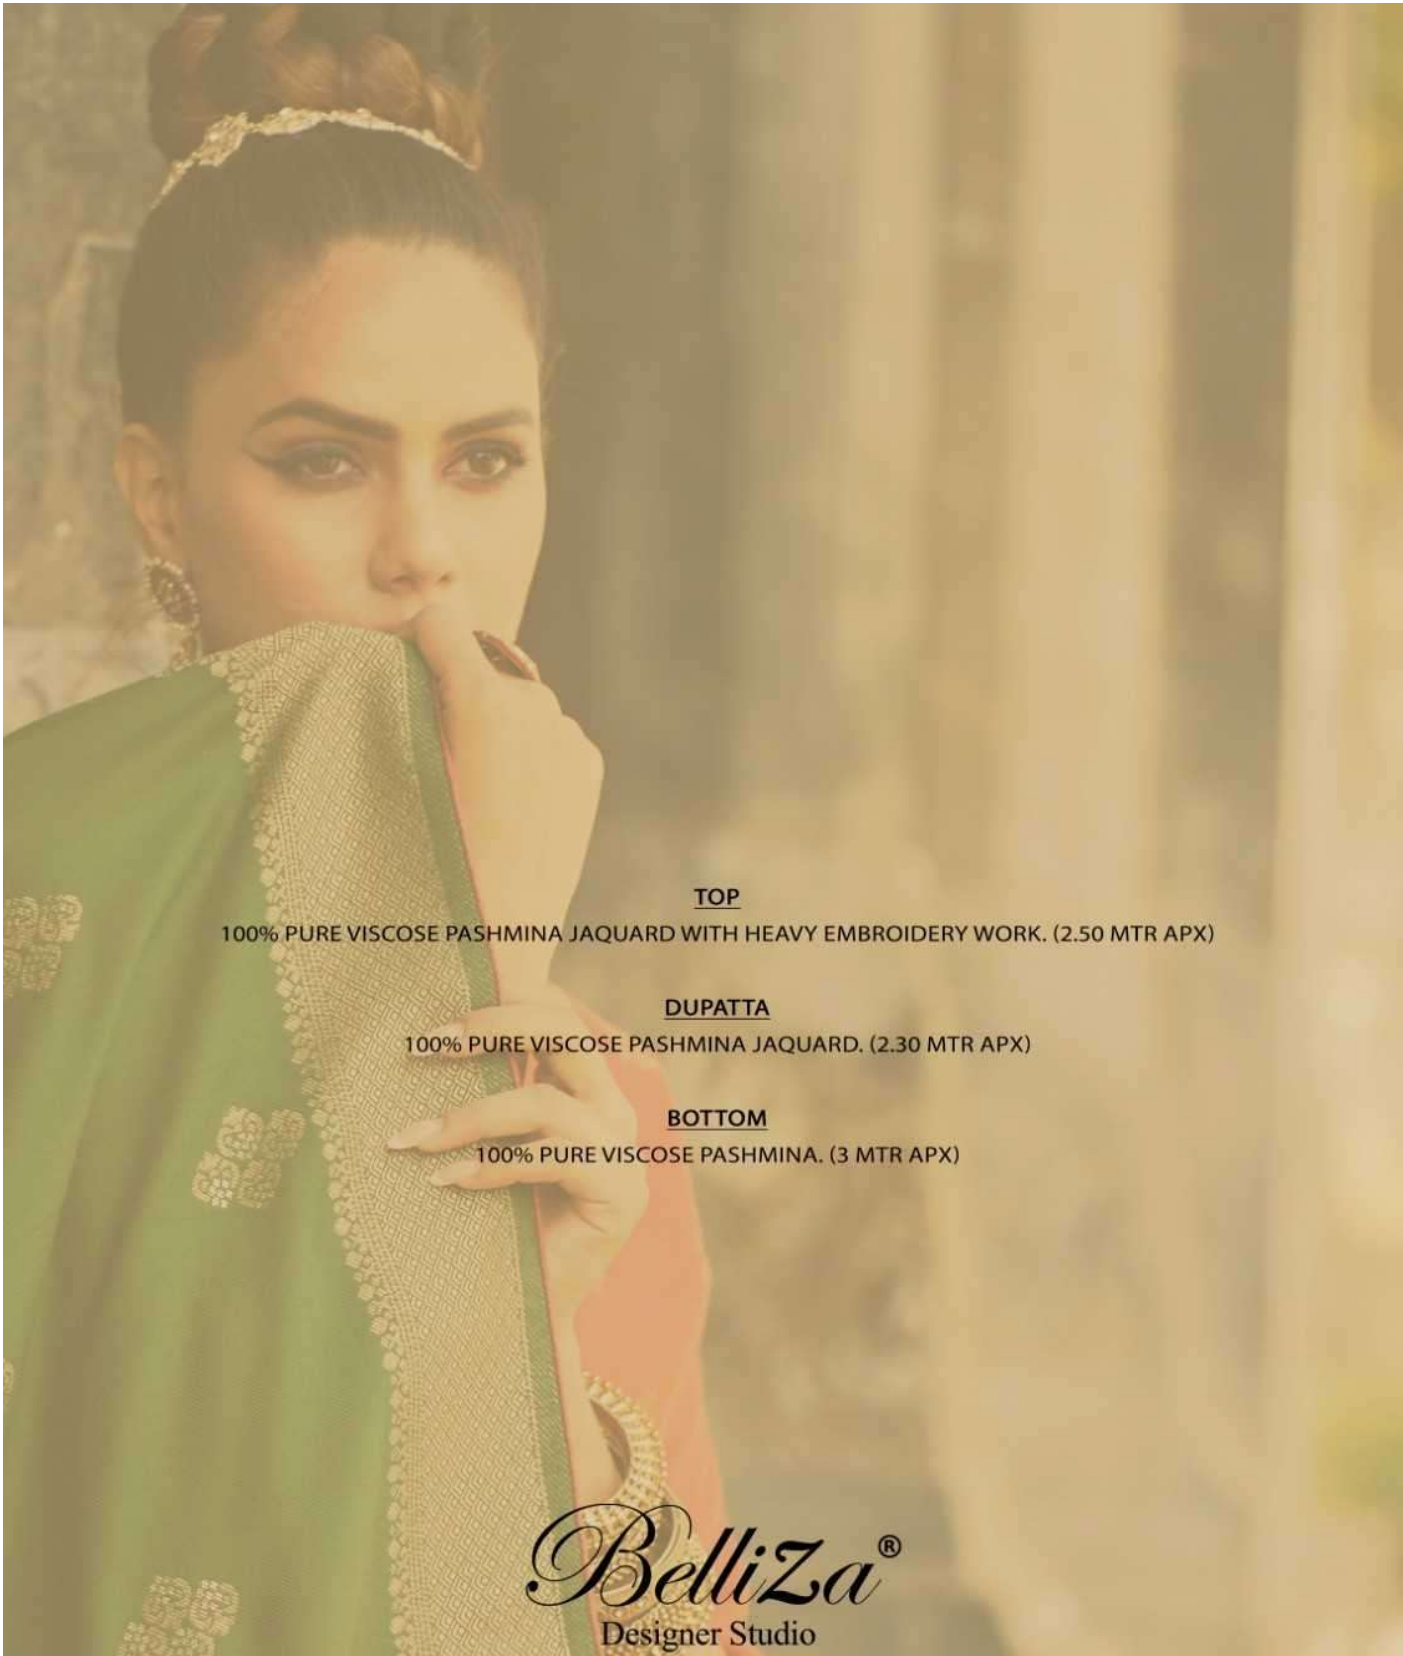 TOP
100% PURE VISCOSE PASHMINA JAQUARD WITH HEAVY EMBROIDERY WORK. (2.50 MTR APX)
DUPATTA
100% PURE VISCOSE PASHMINA JAQUARD. (2.30 MTR APX)
BOTTOM
100% PURE VISCOSE PASHMINA. (3 MTR APX)
BelliZa®
Designer Studio